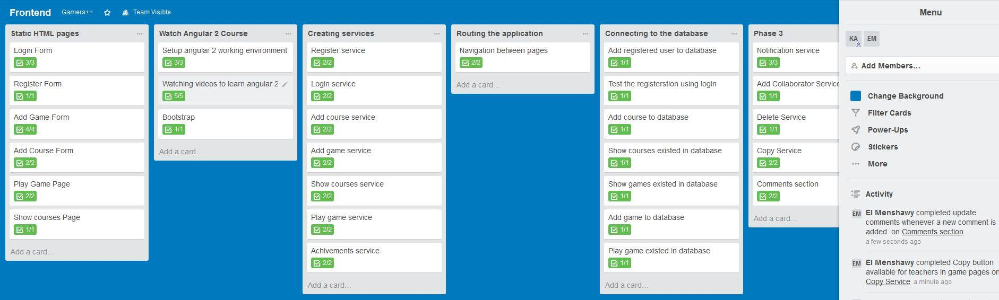 Frontend Gamers++ Team Visible
Static HTML pages
Login Form
3/3
Register Form
1/1
Add Game Form
4/4
Add Course Form
2/2
Play Game Page
2/2
Show courses Page
1/1
Add a card...
Watch Angular 2 Course
Setup angular 2 working environment
3/3
Watching videos to learn angular 2
5/5
Bootstrap
1/1
Add a card...
Creating services
Register service
2/2
Login service
2/2
Add course service
2/2
Add game service
2/2
Show courses service
2/2
Play game service
2/2
Achivements service
2/2
Add a card...
Routing the application
Navigation between pages
2/2
Add a card...
Connecting to the database
Add registered user to database
1/1
Test the registerstion using login
1/1
Add course to database
1/1
Show courses existed in database
1/1
Show games existed in database
1/1
Add game to database
1/1
Play game existed in database
1/1
Add a card...
Phase 3
Notification service
3/3
Add Collaborator Service
1/1
Delete Service
1/1
Copy Service
2/2
Comments section
2/2
Add a card...
Menu
KA EM
Add Members...
Change Background
Filter Cards
Power-Ups
Stickers
More
Activity
EM El Menshawy completed update
comments whenever a new comment is
added. on Comments section
a few seconds ago
EM El Menshawy completed Copy button
available for teachers in game pages on
Copy Service a minute ago